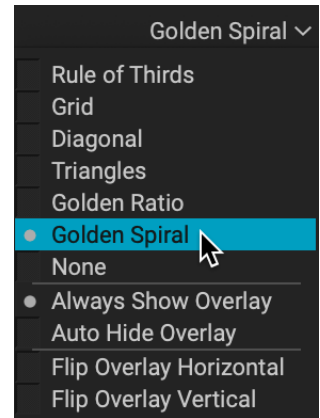 Golden Spiral
Rule of Thirds
Grid
Diagonal
Triangles
Golden Ratio
Golden Spiral
None
Always Show Overlay
Auto Hide Overlay
Flip Overlay Horizontal
Flip Overlay Vertical